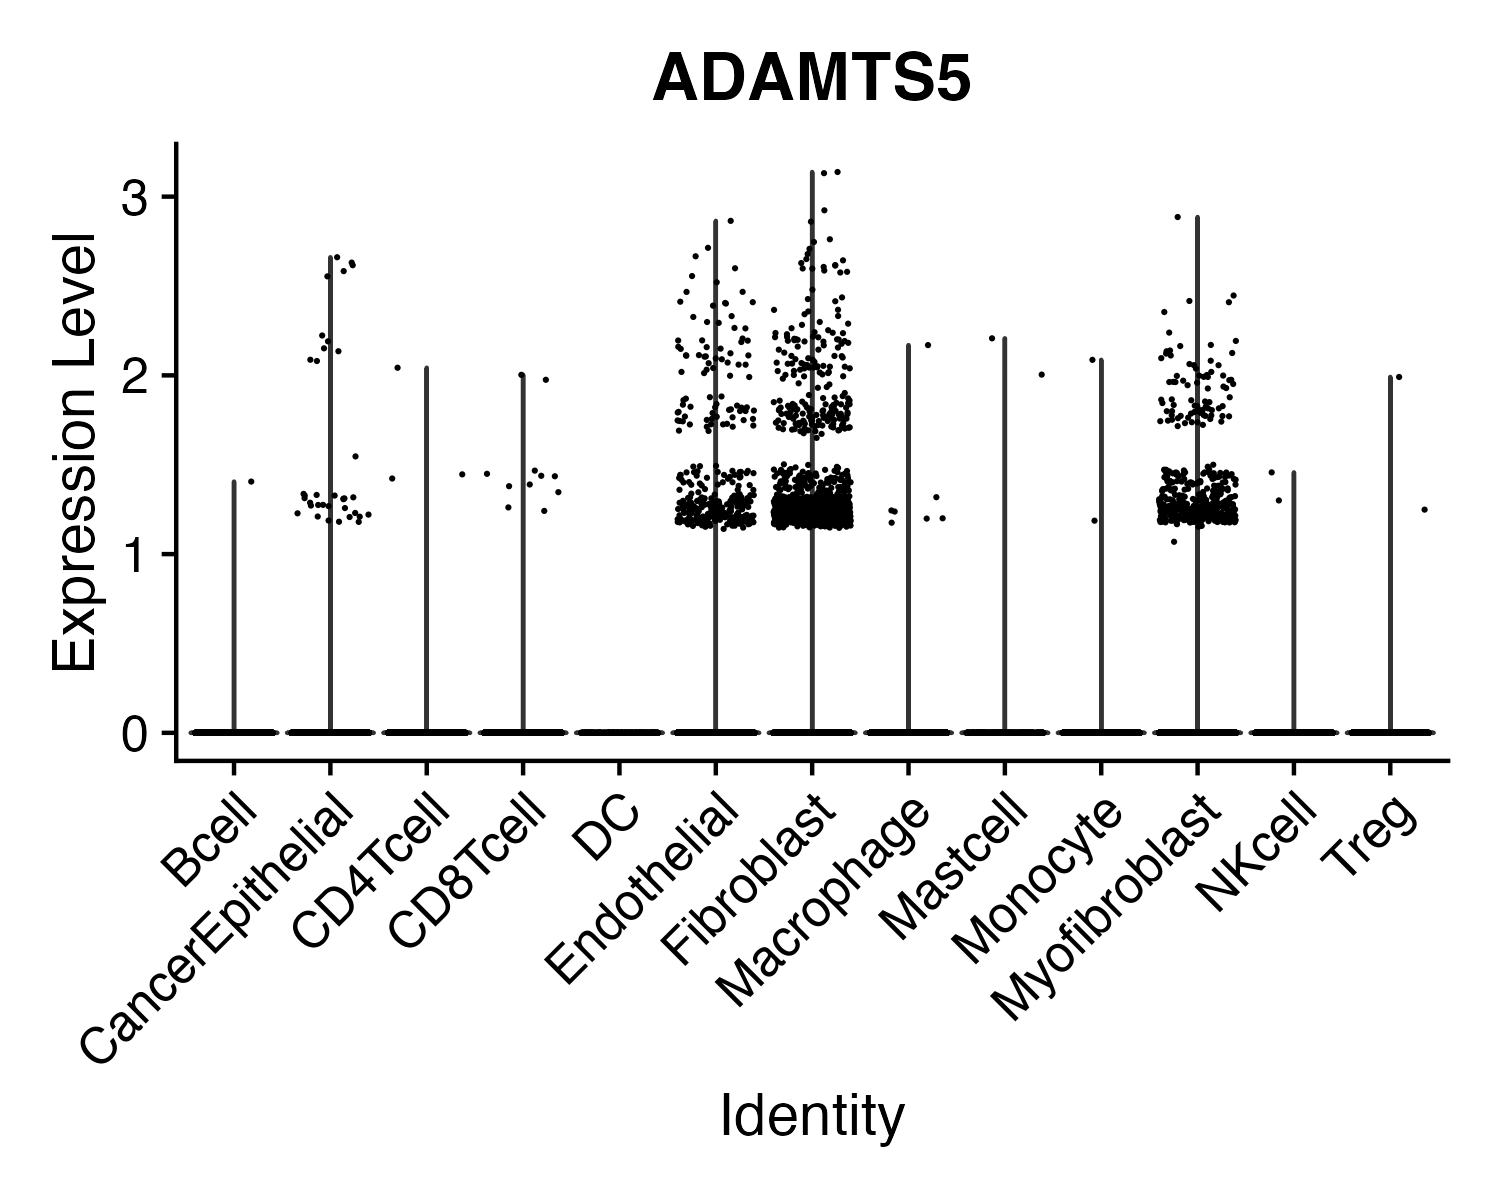 ADAMTS5
Expression Level
3
2
1
0
Bcell
CancerEpithelial
CD4Tcell
CD8Tcell
DC
Endothelial
Fibroblast
Macrophage
Mastcell
Monocyte
Myofibroblast
NKcell
Treg
Identity